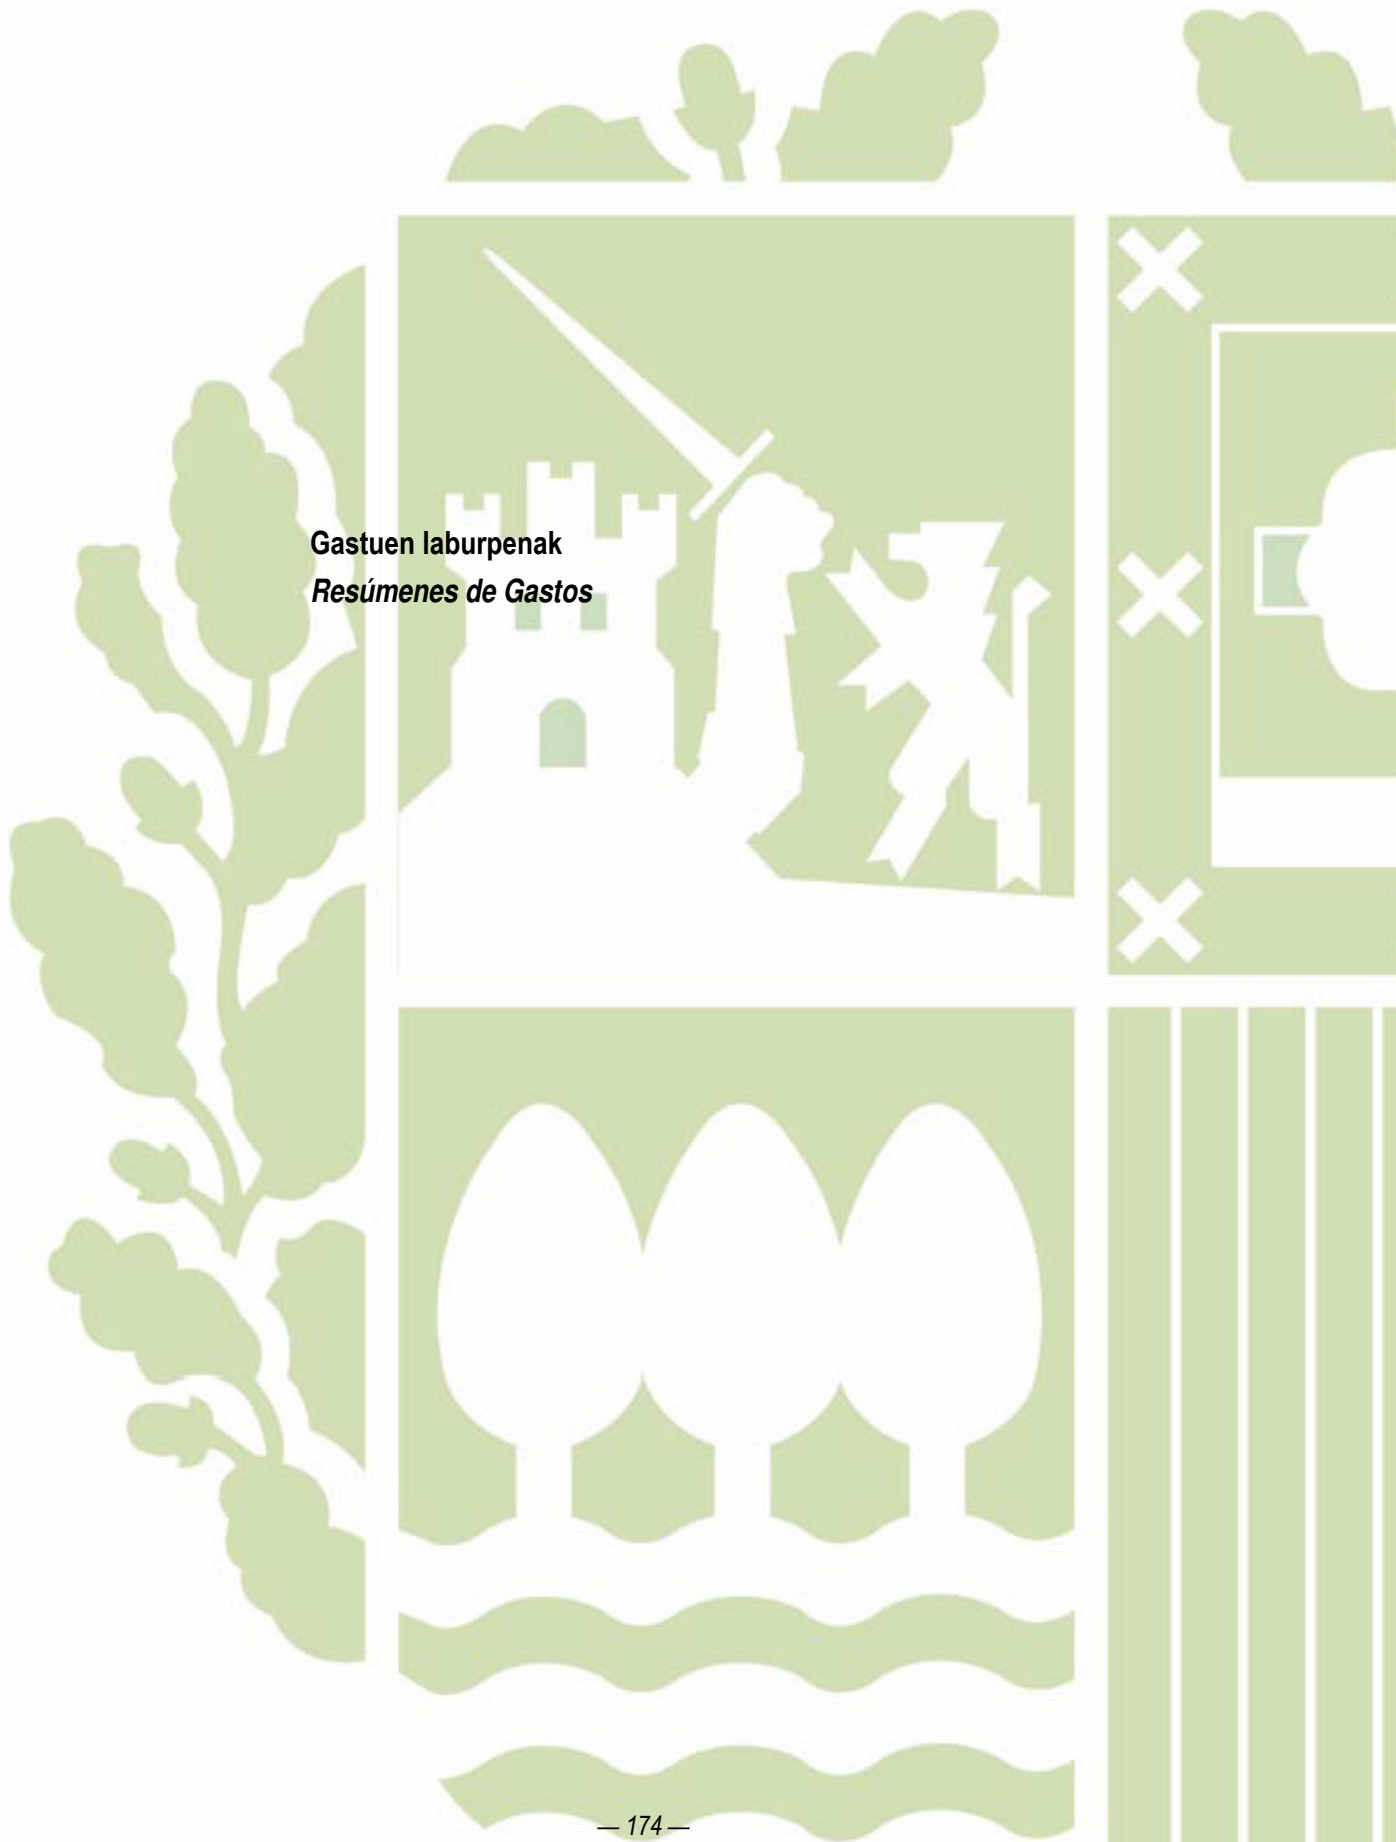 Gastuen laburpenak
Resúmenes de Gastos
— 174 —